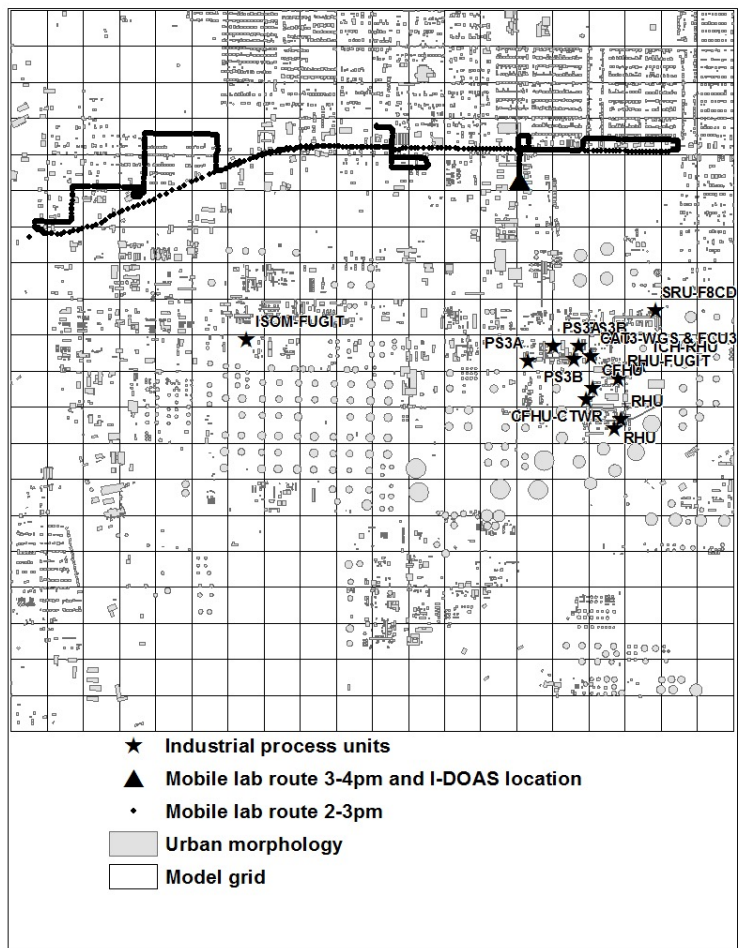 SRU-F8CD
ISOM-FUGIT
PS3A
PS3A
S3B
CAT3-WGS & FCU3
TCH-RHU
RHU-FUGIT
PS3B
CFHU
RHU
CFHU-CTWR
RHU
Industrial process units
Mobile lab route 3-4pm and I-DOAS location
Mobile lab route 2-3pm
Urban morphology
Model grid